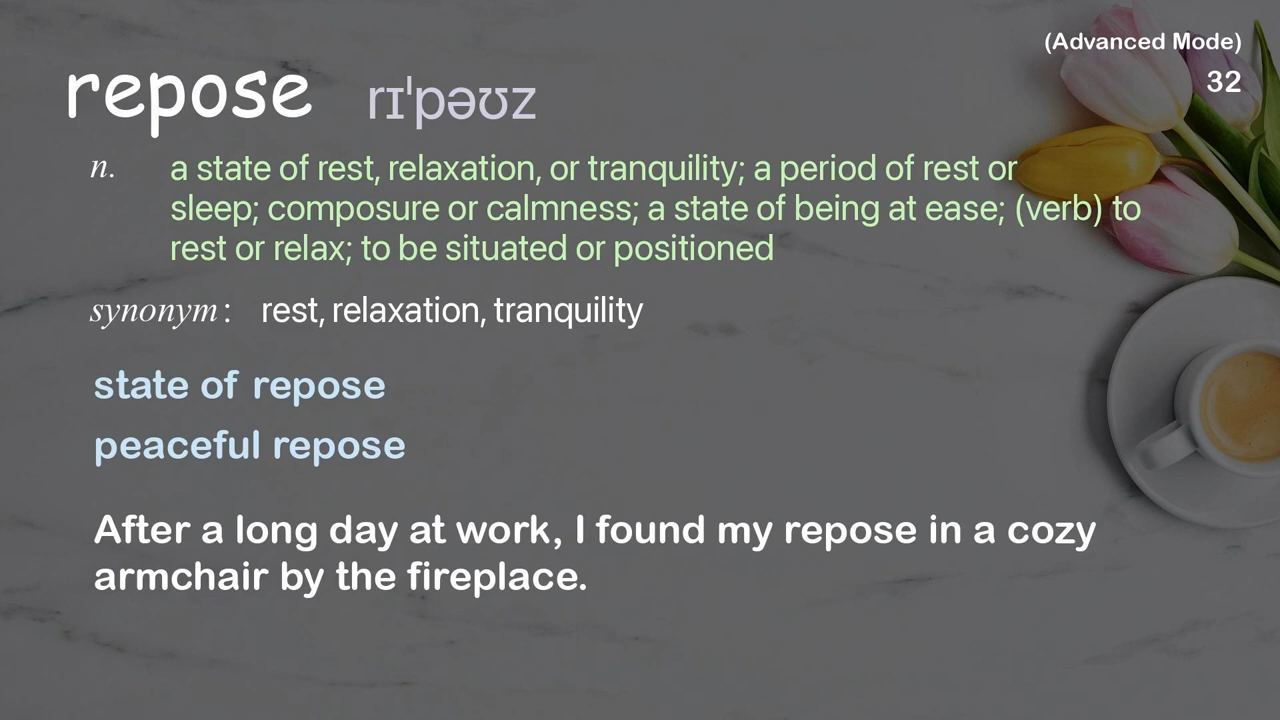 (Advanced Mode)
repose rɪˈpəʊz
32
n. a state of rest, relaxation, or tranquility; a period of rest or
sleep; composure or calmness; a state of being at ease; (verb) to
rest or relax; to be situated or positioned
synonym: rest, relaxation, tranquility
state of repose
peaceful repose
After a long day at work, I found my repose in a cozy
armchair by the fireplace.